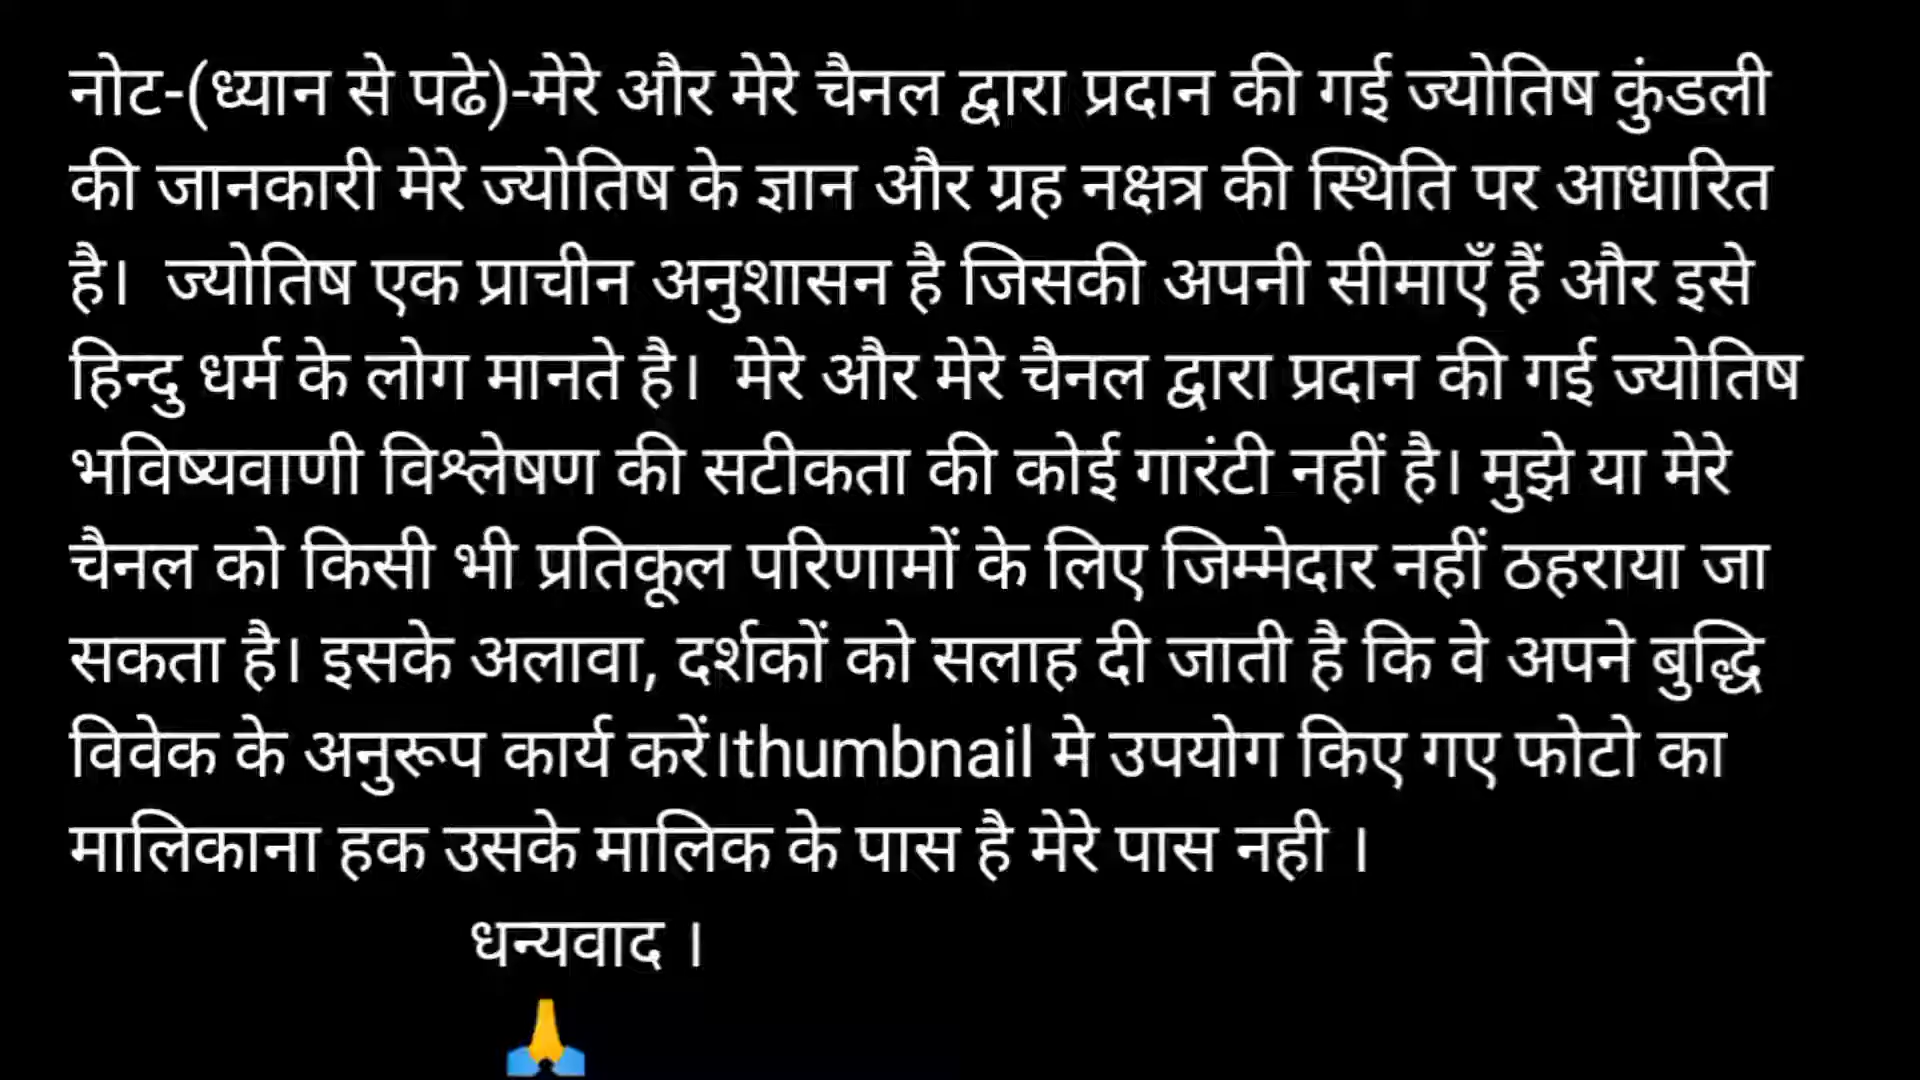 नोट-(ध्यान से पढे)-मेरे और मेरे चैनल द्वारा प्रदान की गई ज्योतिष कुंडली
की जानकारी मेरे ज्योतिष के ज्ञान और ग्रह नक्षत्र की स्थिति पर आधारित
है।  ज्योतिष एक प्राचीन अनुशासन है जिसकी अपनी सीमाएँ हैं और इसे
हिन्दु धर्म के लोग मानते है।  मेरे और मेरे चैनल द्वारा प्रदान की गई ज्योतिष
भविष्यवाणी विश्लेषण की सटीकता की कोई गारंटी नहीं है। मुझे या मेरे
चैनल को किसी भी प्रतिकूल परिणामों के लिए जिम्मेदार नहीं ठहराया जा
सकता है। इसके अलावा, दर्शकों को सलाह दी जाती है कि वे अपने बुद्धि
विवेक के अनुरूप कार्य करें।thumbnail मे उपयोग किए गए फोटो का
मालिकाना हक उसके मालिक के पास है मेरे पास नही ।
धन्यवाद ।
🙏